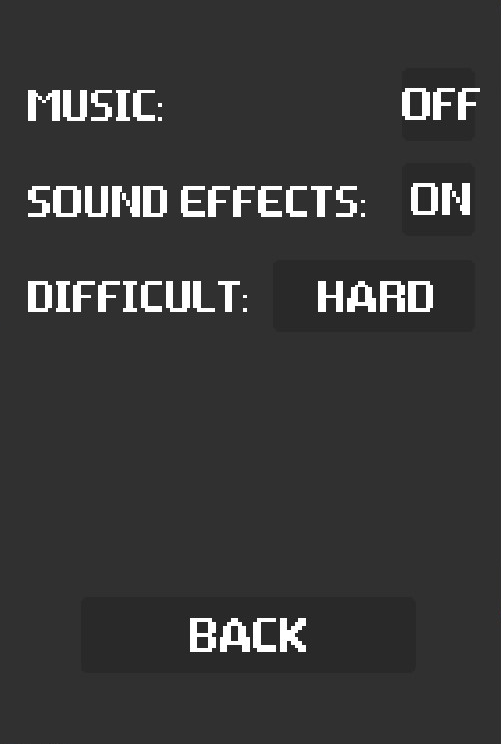 MUSIC: OFF
SOUND EFFECTS: ON
DIFFICULT: HARD
BACK